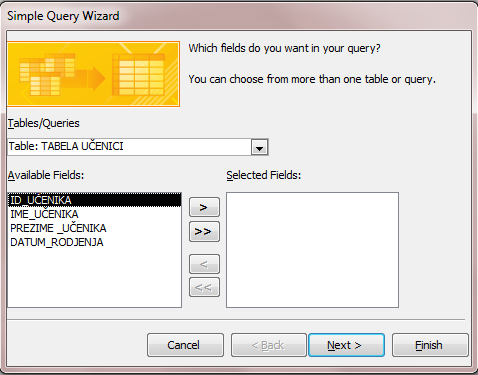 Simple Query Wizard
Which fields do you want in your query?
You can choose from more than one table or query.
Tables/Queries
Table: TABELA UČENICI
Available Fields:
Selected Fields:
ID_UČENIKA
IME_UČENIKA
PREZIME _UČENIKA
DATUM_RODJENJA
>
>>
<
<<
Cancel
< Back
Next >
Finish